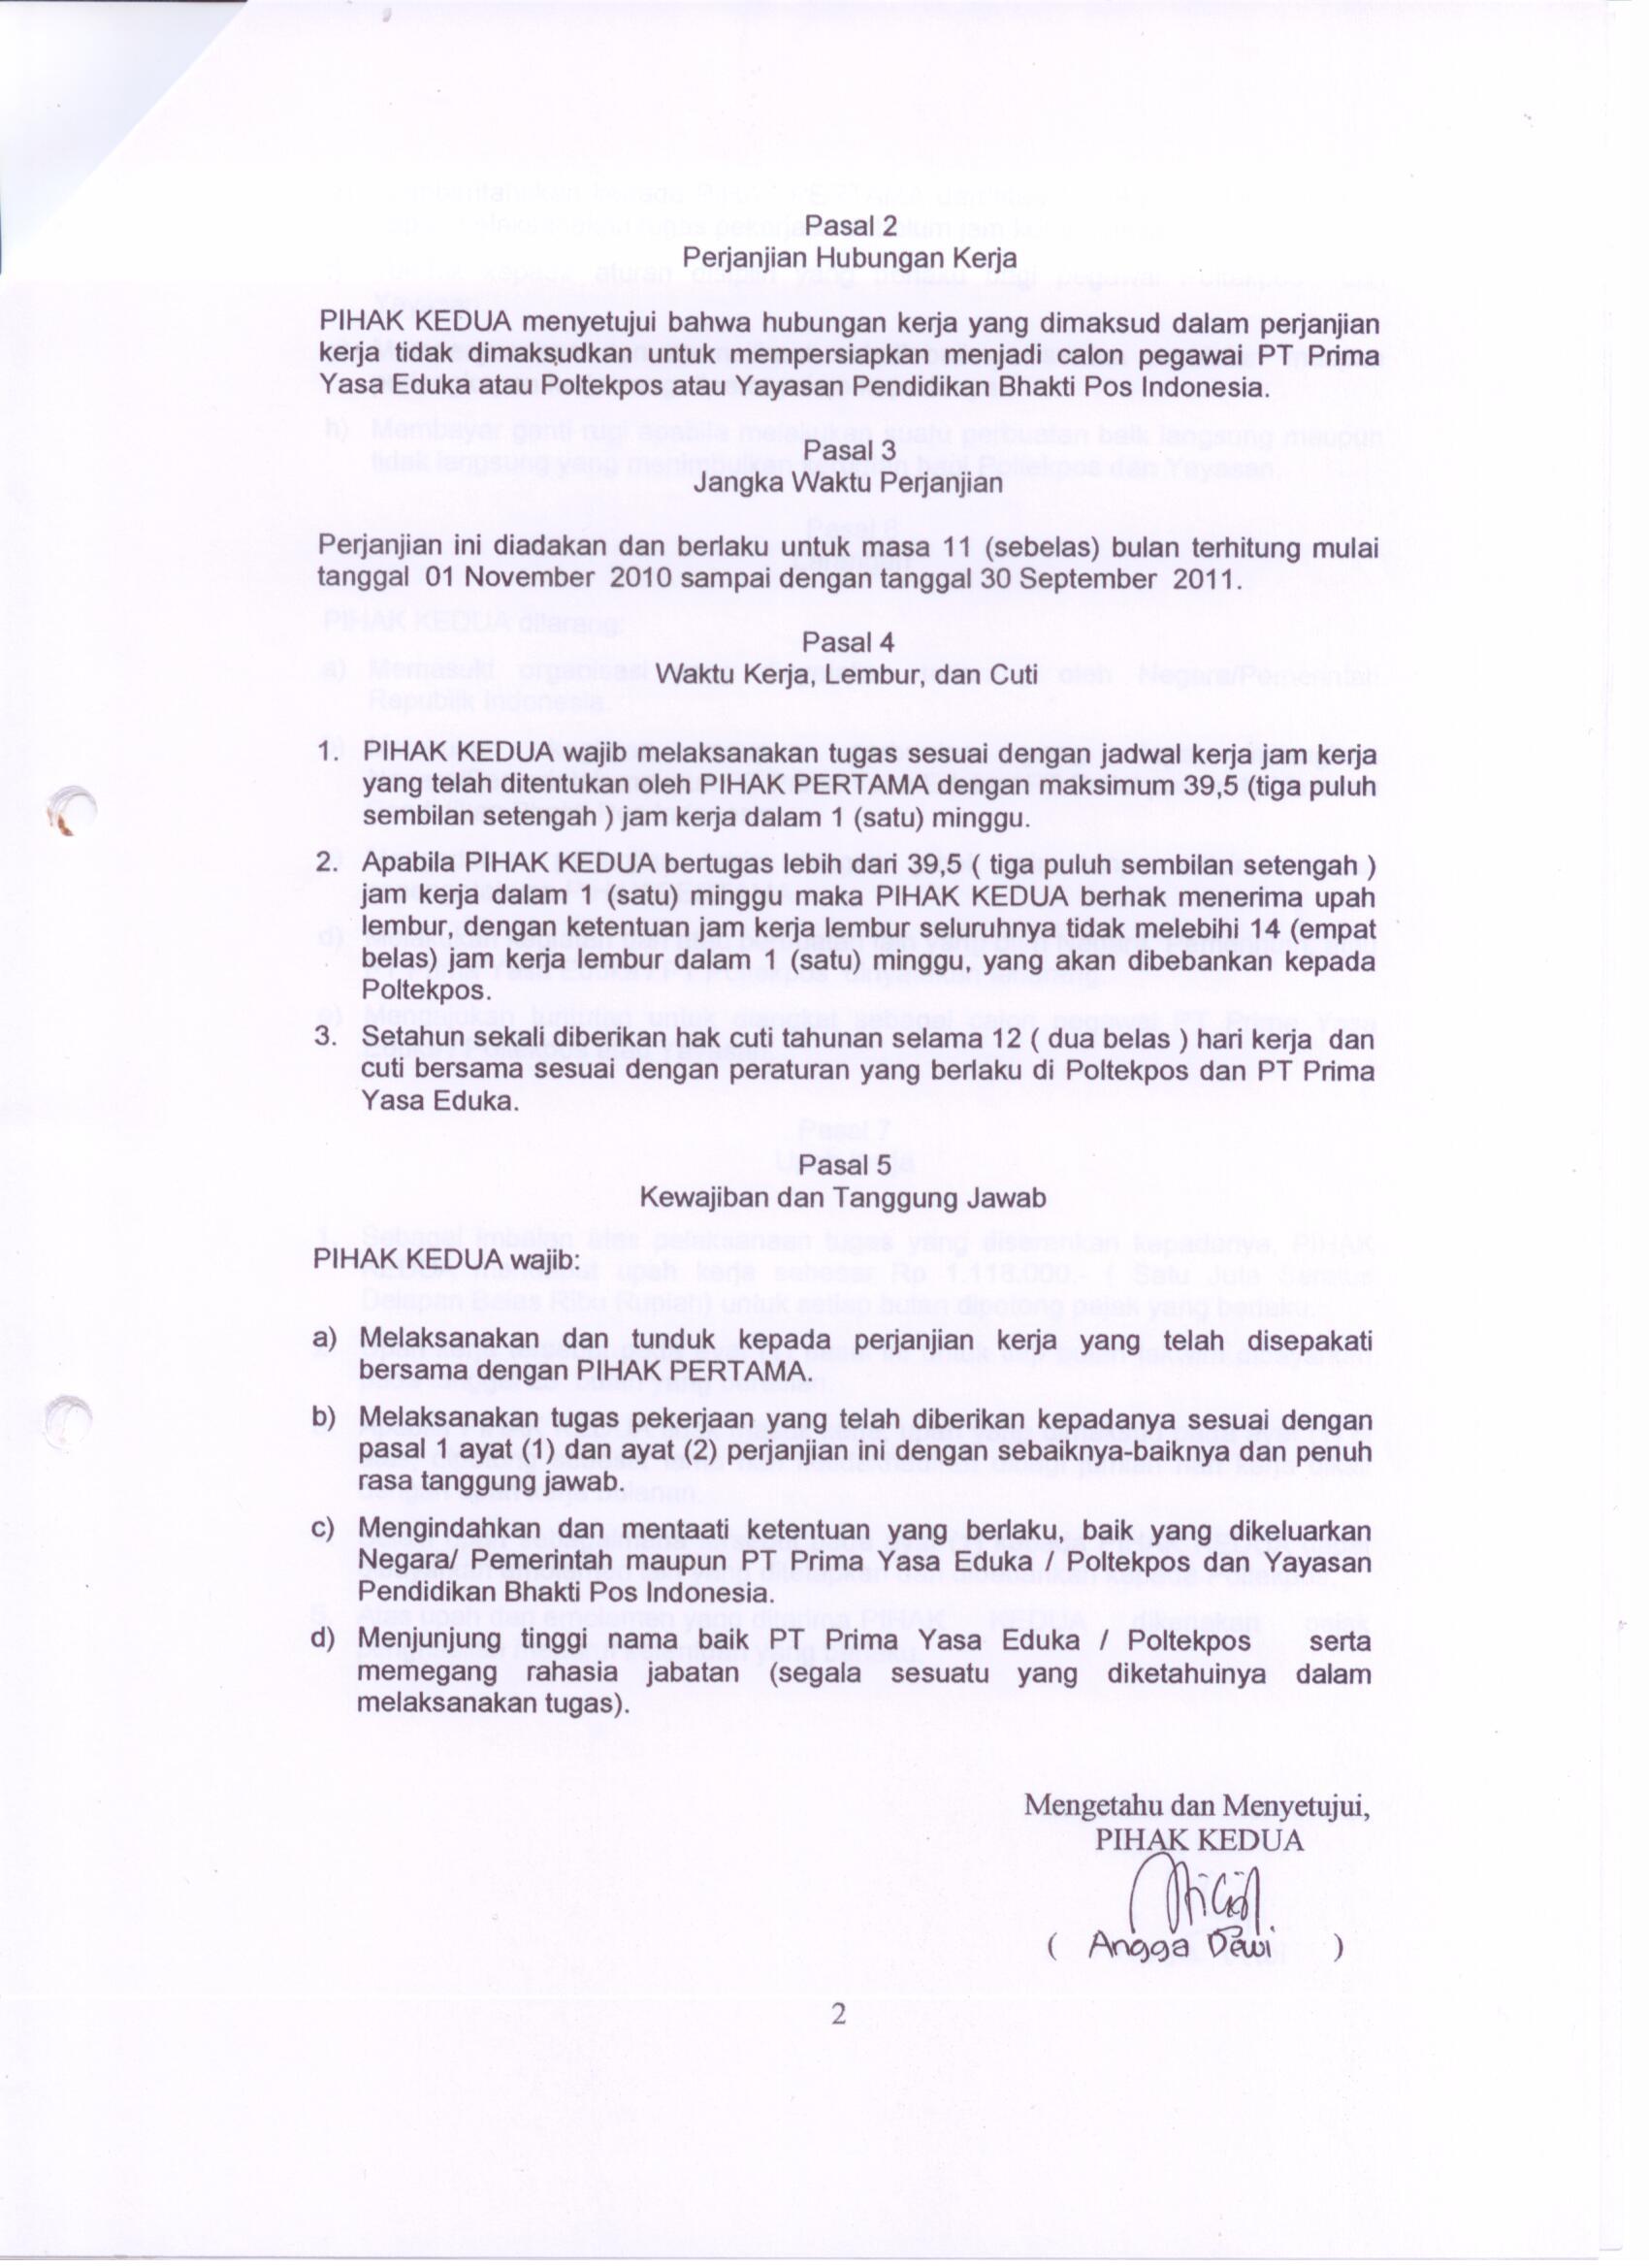 Pasal 2
Perjanjian Hubungan Kerja
PIHAK KEDUA menyetujui bahwa hubungan kerja yang dimaksud dalam perjanjian
kerja tidak dimaksudkan untuk mempersiapkan menjadi calon pegawai PT Prima
Yasa Eduka atau Poltekpos atau Yayasan Pendidikan Bhakti Pos Indonesia.
Pasal 3
Jangka Waktu Perjanjian
Perjanjian ini diadakan dan berlaku untuk masa 11 (sebelas) bulan terhitung mulai
tanggal 01 November 2010 sampai dengan tanggal 30 September 2011.
Pasal 4
Waktu Kerja, Lembur, dan Cuti
1. PIHAK KEDUA wajib melaksanakan tugas sesuai dengan jadwal kerja jam kerja
yang telah ditentukan oleh PIHAK PERTAMA dengan maksimum 39,5 (tiga puluh
sembilan setengah ) jam kerja dalam 1 (satu) minggu.
2. Apabila PIHAK KEDUA bertugas lebih dari 39,5 ( tiga puluh sembilan setengah )
jam kerja dalam 1 (satu) minggu maka PIHAK KEDUA berhak menerima upah
lembur, dengan ketentuan jam kerja lembur seluruhnya tidak melebihi 14 (empat
belas) jam kerja lembur dalam 1 (satu) minggu, yang akan dibebankan kepada
Poltekpos.
3. Setahun sekali diberikan hak cuti tahunan selama 12 ( dua belas ) hari kerja dan
cuti bersama sesuai dengan peraturan yang berlaku di Poltekpos dan PT Prima
Yasa Eduka.
Pasal 5
Kewajiban dan Tanggung Jawab
PIHAK KEDUA wajib:
a) Melaksanakan dan tunduk kepada perjanjian kerja yang telah disepakati
bersama dengan PIHAK PERTAMA.
b) Melaksanakan tugas pekerjaan yang telah diberikan kepadanya sesuai dengan
pasal 1 ayat (1) dan ayat (2) perjanjian ini dengan sebaiknya-baiknya dan penuh
rasa tanggung jawab.
c) Mengindahkan dan mentaati ketentuan yang berlaku, baik yang dikeluarkan
Negara/ Pemerintah maupun PT Prima Yasa Eduka / Poltekpos dan Yayasan
Pendidikan Bhakti Pos Indonesia.
d) Menjunjung tinggi nama baik PT Prima Yasa Eduka / Poltekpos serta
memegang rahasia jabatan (segala sesuatu yang diketahuinya dalam
melaksanakan tugas).
Mengetahu dan Menyetujui,
PIHAK KEDUA
( Angga Dewi )
2